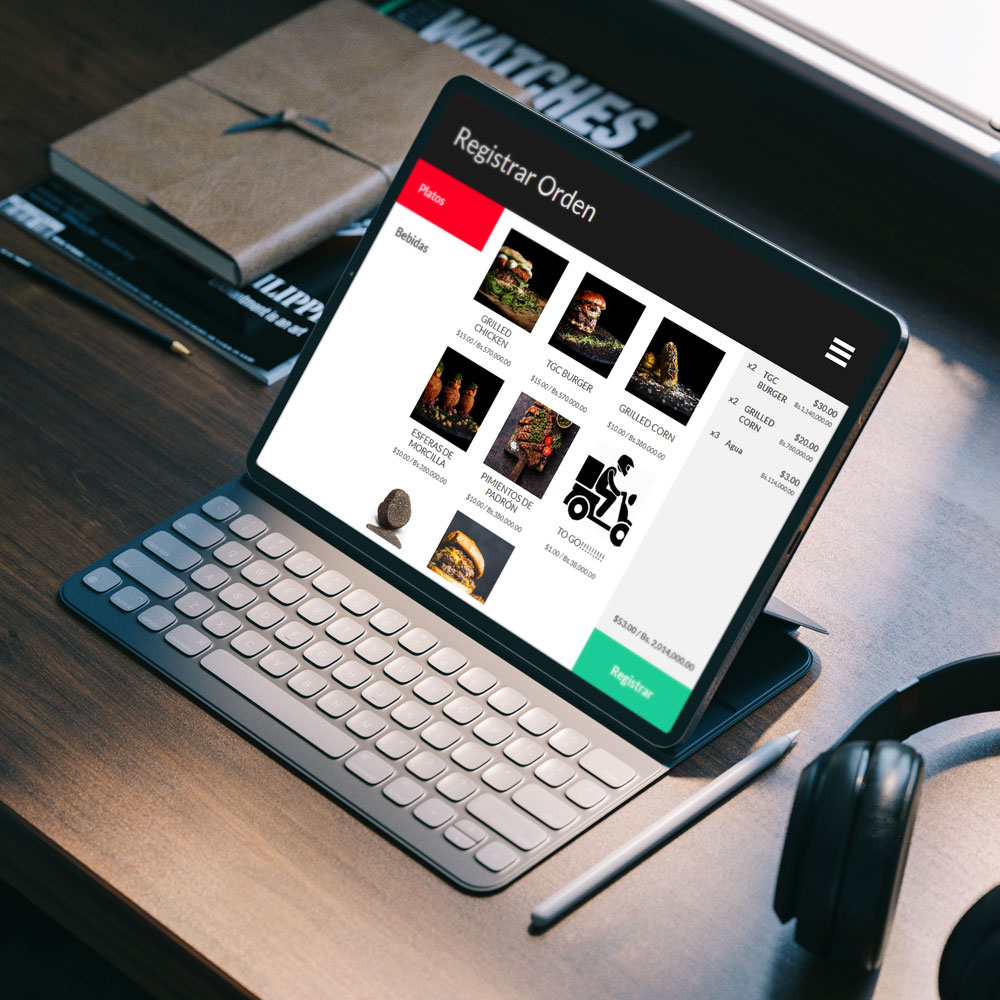 WATCHES
Registrar Orden
Platos
Bebidas
GRILLED
CHICKEN
$15.00 / Bs.570.000.00
TGC BURGER
$15.00 / Bs.570.000.00
GRILLED CORN
$10.00 / Bs.380.000.00
ESFERAS DE
MORCILLA
$10.00 / Bs.380.000.00
PIMIENTOS DE
PADRÓN
$10.00 / Bs.380.000.00
TO GO!!!!!!!!!
$1.00 / Bs.38.000.00
x2 TGC BURGER $30.00
Bs.1,140,000.00
x2 GRILLED CORN $20.00
Bs.760,000.00
x3 Agua $3.00
Bs.114,000.00
$53.00 / Bs. 2,014,000.00
Registrar